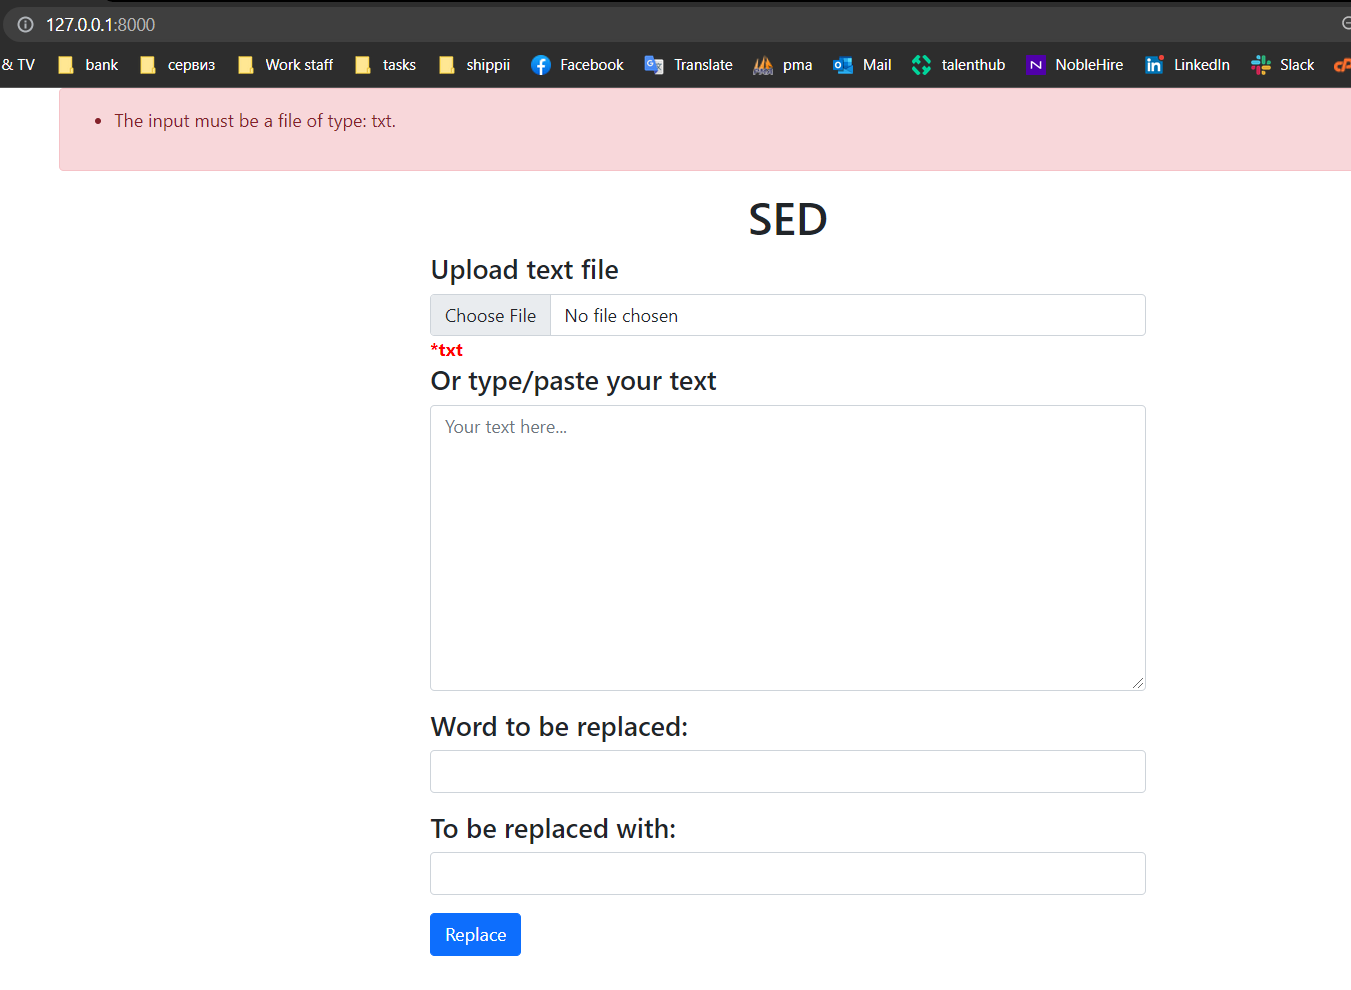 127.0.0.1:8000
& TV bank сервиз Work staff tasks shippii Facebook Translate pma Mail talenthub NobleHire LinkedIn Slack
The input must be a file of type: txt.
SED
Upload text file
Choose File No file chosen
*txt
Or type/paste your text
Your text here...
Word to be replaced:
To be replaced with:
Replace